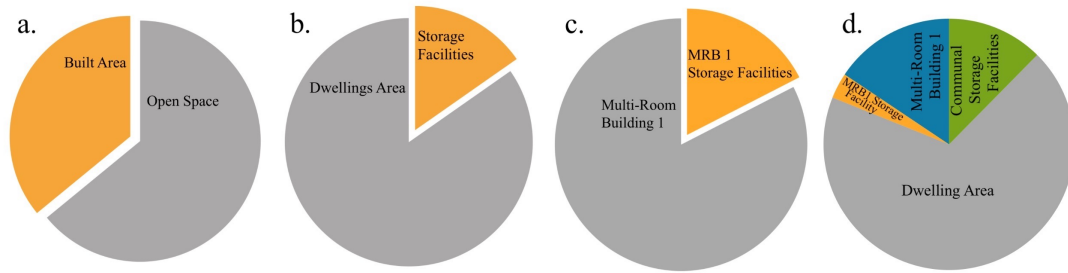 a.
Built Area
Open Space
b.
Storage
Facilities
Dwellings Area
c.
MRB 1
Storage Facilities
Multi-Room
Building 1
d.
Multi-Room
Building 1
Communal
Storage
Facilities
MRB1 Storage
Facility
Dwelling Area